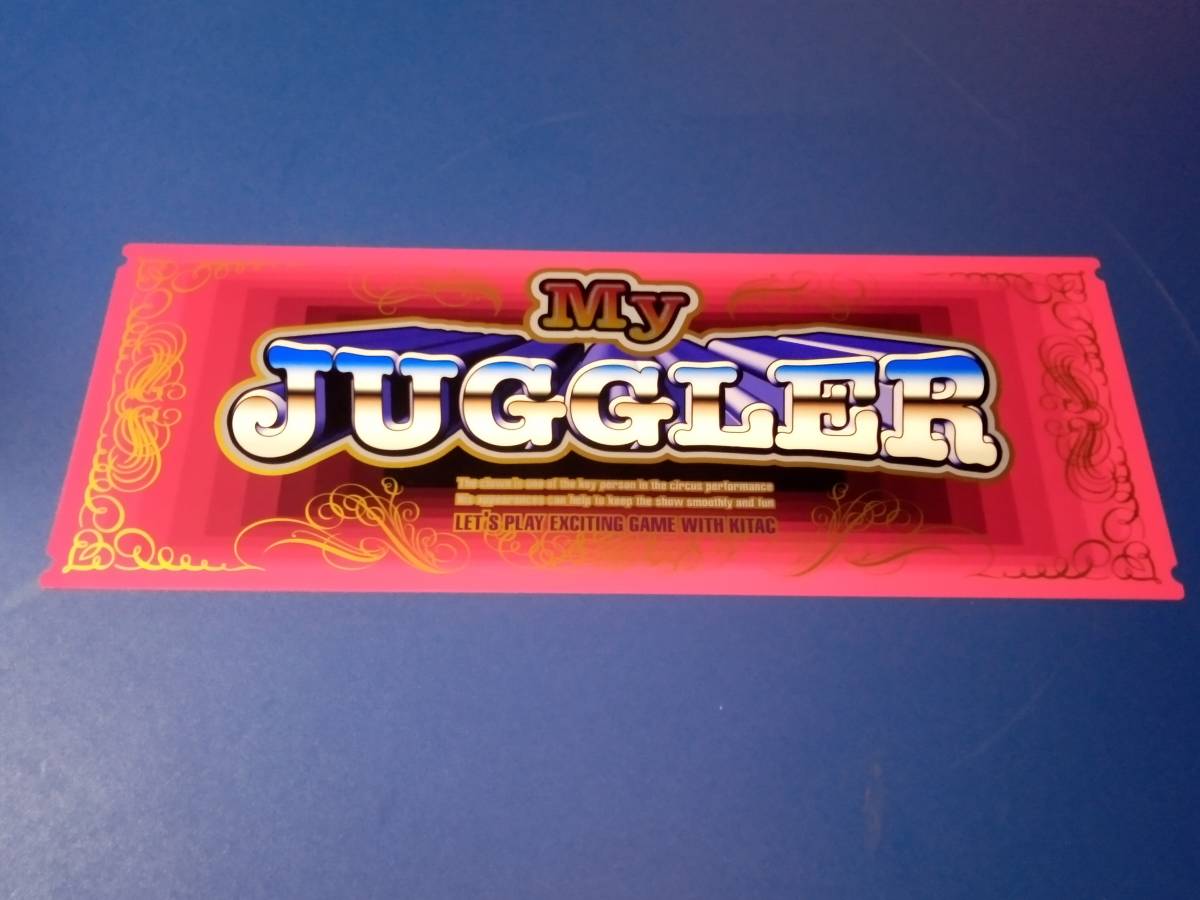 My
JUGGLER
The clown is one of the key person in the circus performance
His appearance can help to keep the show smoothly and fun
LET'S PLAY EXCITING GAME WITH KITAC